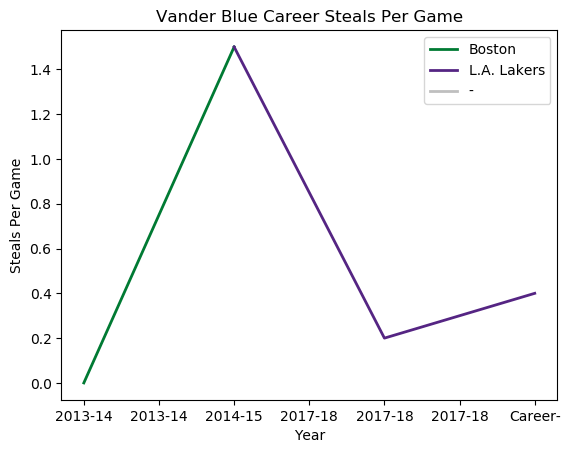 Vander Blue Career Steals Per Game
Boston
L.A. Lakers
-
Steals Per Game
1.4
1.2
1.0
0.8
0.6
0.4
0.2
0.0
2013-14 2013-14 2014-15 2017-18 2017-18 2017-18 Career-
Year